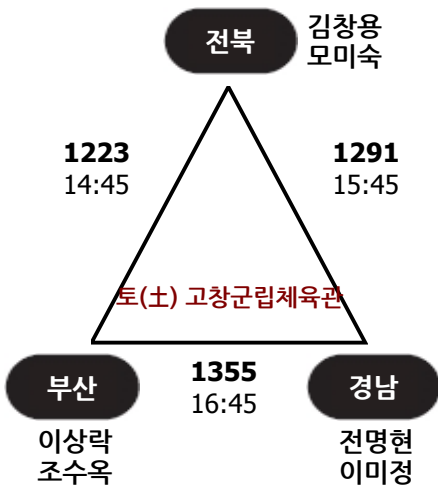 전북
김창용
모미숙
1223
14:45
1291
15:45
토(土) 고창군립체육관
부산
1355
16:45
경남
이상락
조수옥
전명현
이미정